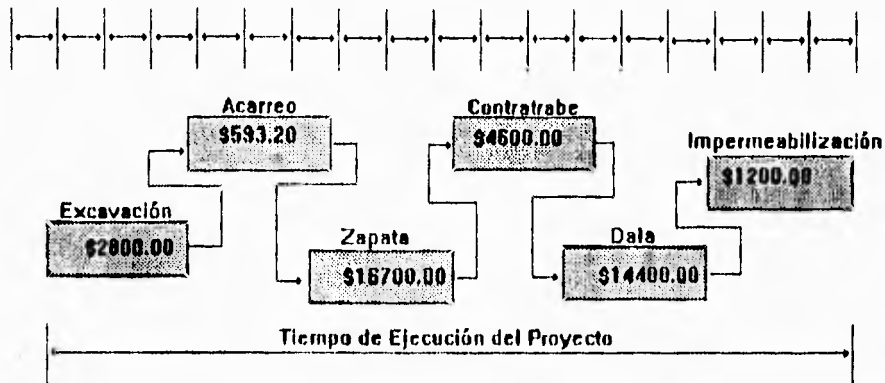 Acarreo
$593.20
Contratrabe
$4600.00
Impermeabilización
$1200.00
Excavación
$2800.00
Zapata
$16700.00
Dala
$14400.00
Tiempo de Ejecución del Proyecto